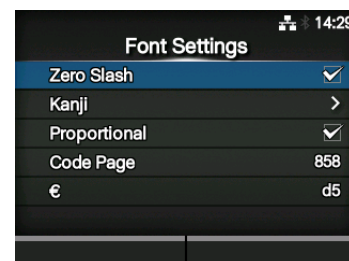 14:29
Font Settings
Zero Slash
Kanji >
Proportional
Code Page 858
€ d5